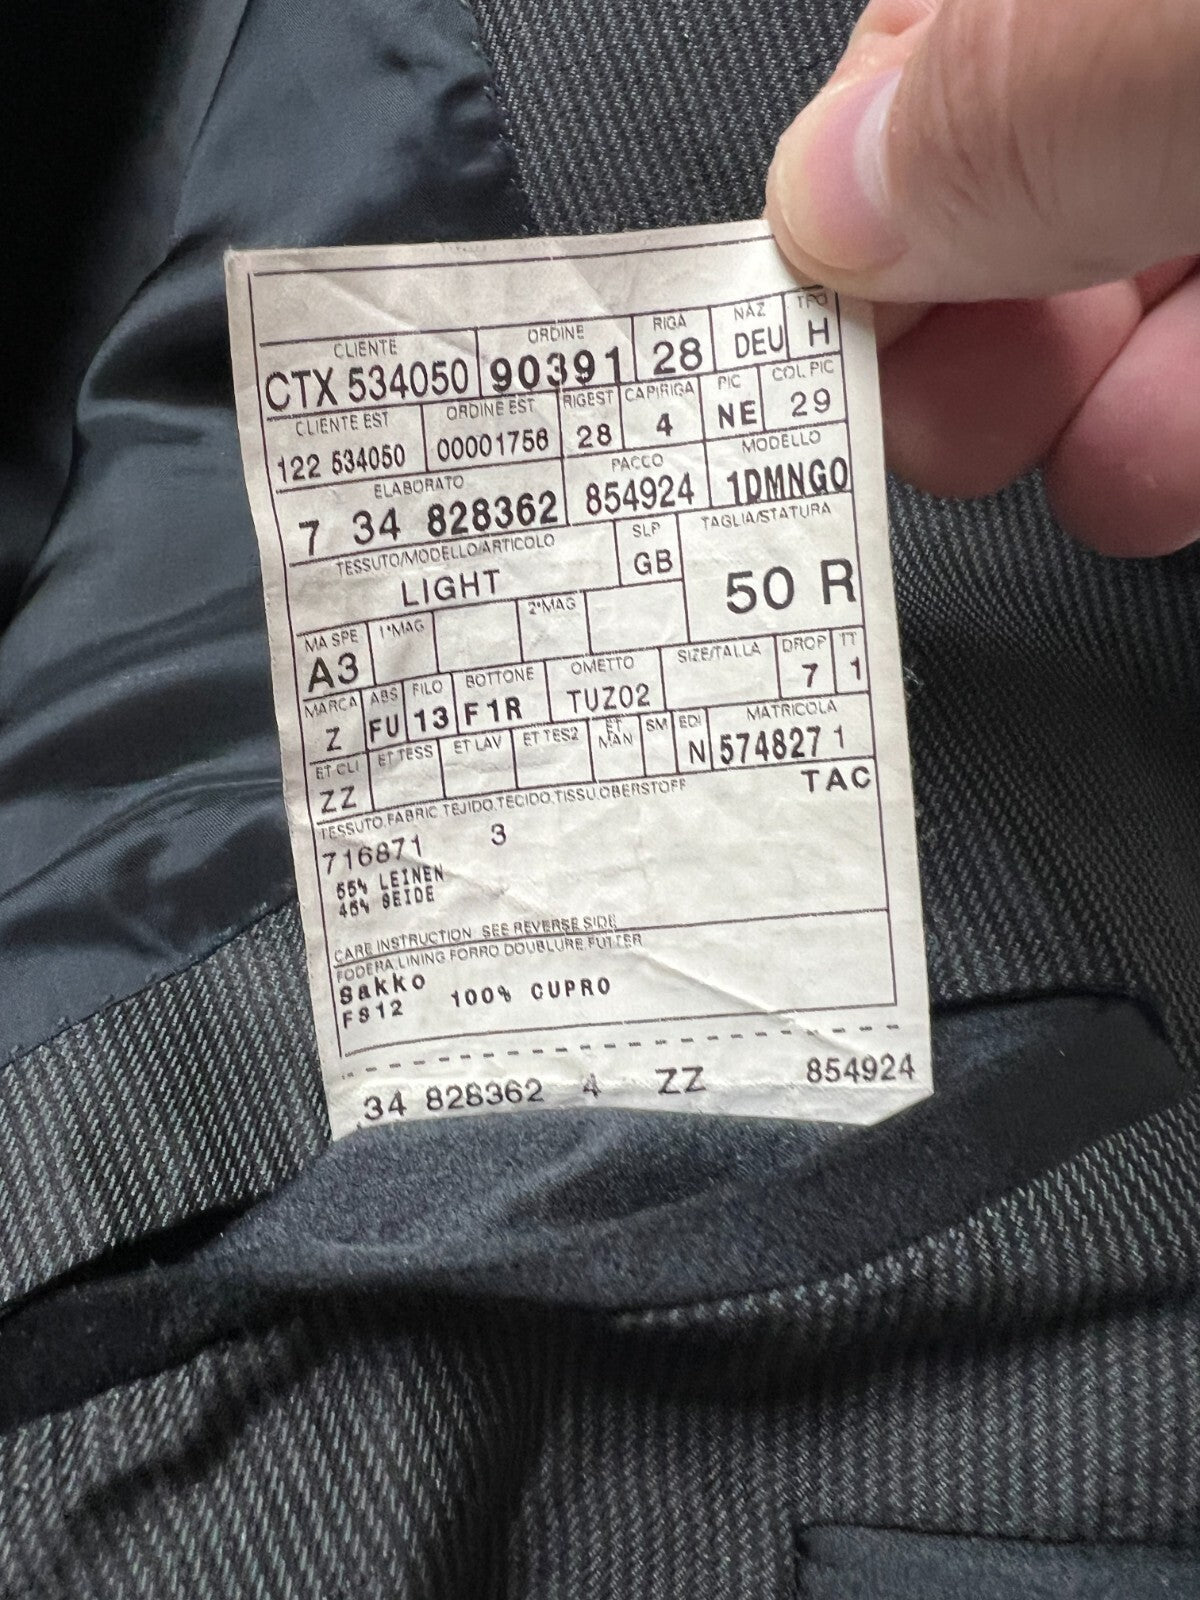 CLIENTE ORDINE RIGA NAZ TPO
CTX 534050 90391 28 DEU H
CLIENTE EST ORDINE EST RIGEST CAPIRIGA PIC COL PIC
122 534050 00001758 28 4 NE 29
ELABORATO PACCO MODELLO
7 34 828362 854924 1DMNGO
TESSUTO/MODELLO/ARTICOLO SLP TAGLIA/STATURA
LIGHT GB 50 R
MA SPE 1°MAG 2°MAG
A3
MARCA ABS FILO BOTTONE OMETTO SIZE/TALLA DROP TT
Z FU 13 F1R TUZ02 7 1
ET CLI ET TESS ET LAV ET TES2 ET MAN SM EDI MATRICOLA
ZZ N 574827 1
TESSUTO.FABRIC TEJIDO.TECIDO.TISSU.OBERSTOFF TAC
716871 3
55% LEINEN
45% SEIDE
CARE INSTRUCTION SEE REVERSE SIDE
FODERA LINING FORRO DOUBLURE FUTTER
Sakko
FS12 100% CUPRO
34 828362 4 ZZ 854924